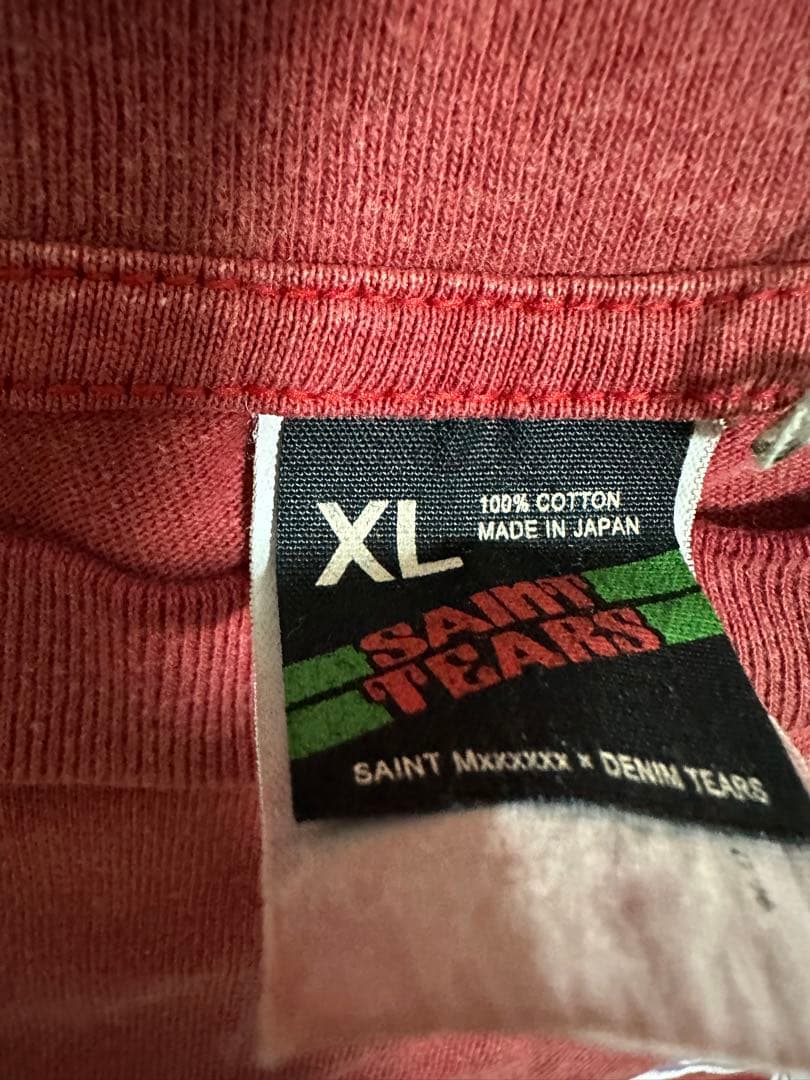 XL
100% COTTON
MADE IN JAPAN
SAINT
TEARS
SAINT Mxxxxxx × DENIM TEARS